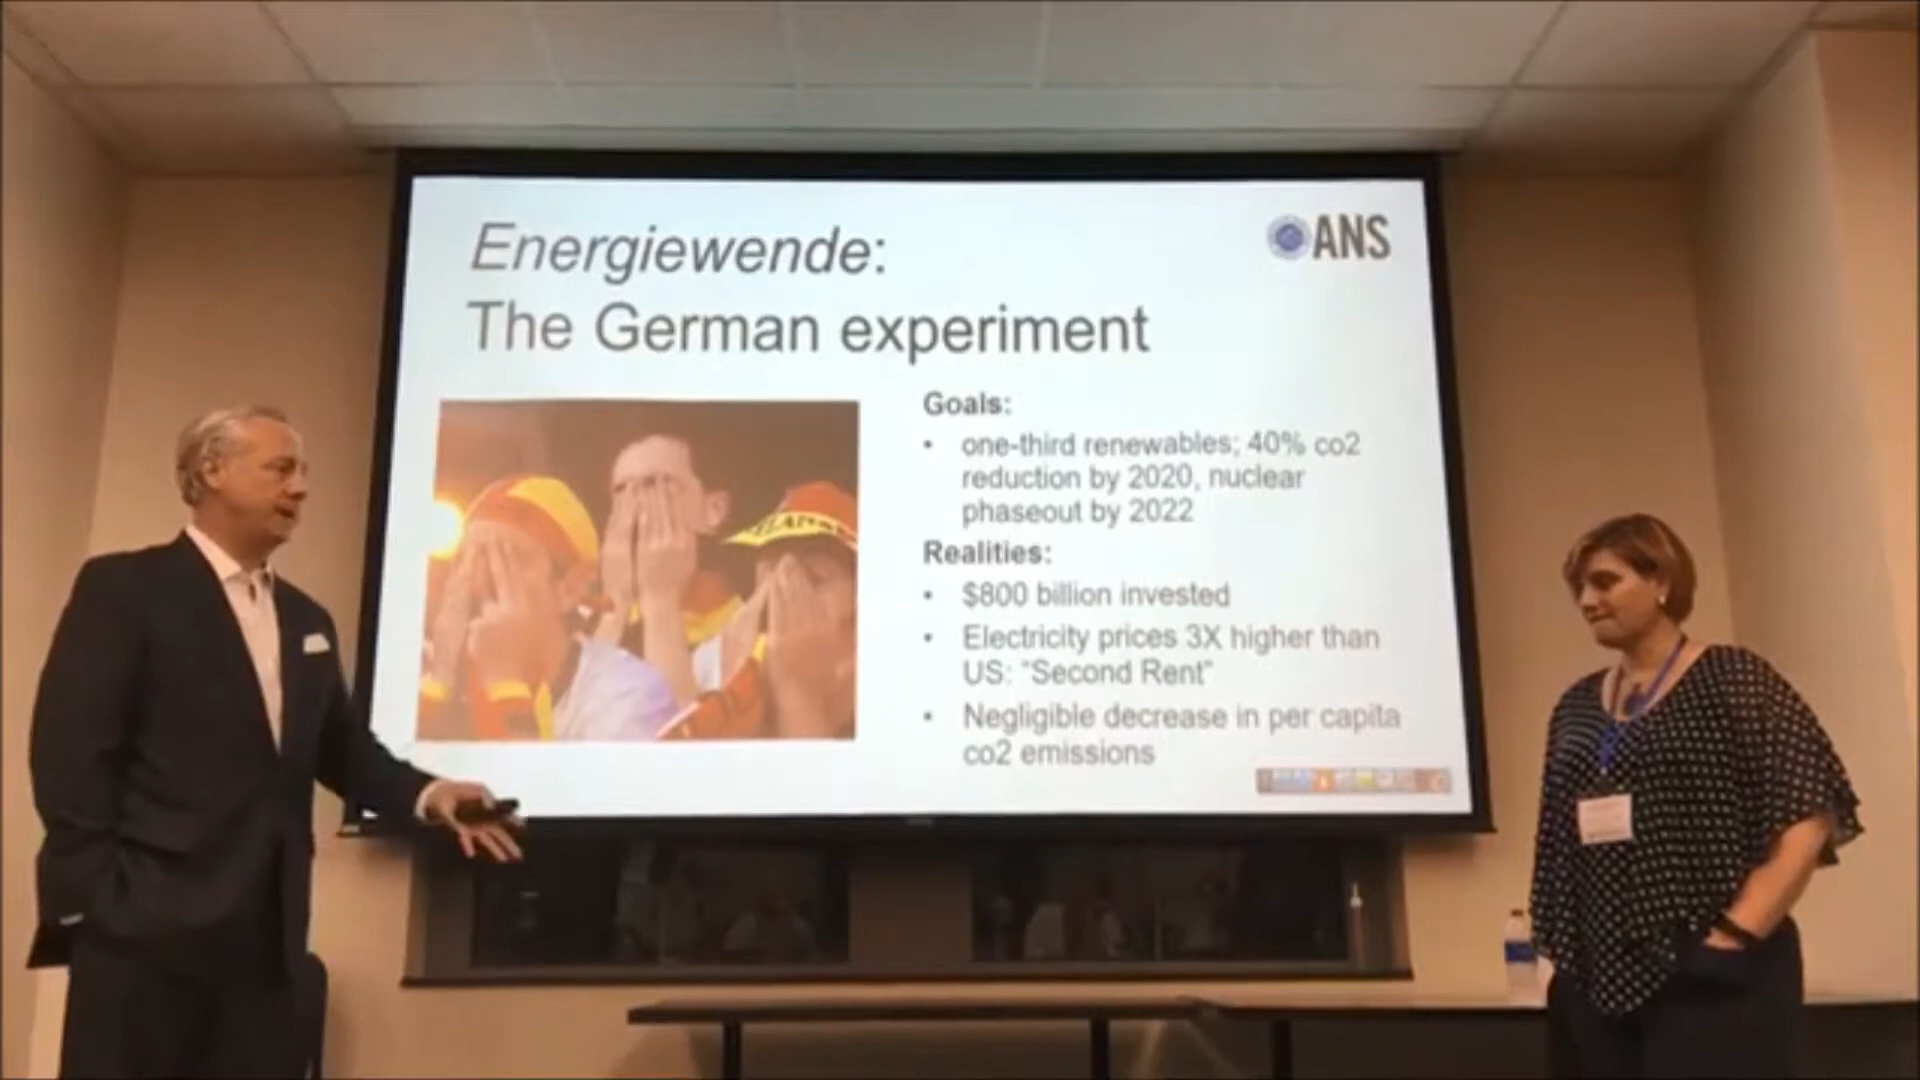 Energiewende:
The German experiment
ANS
Goals:
• one-third renewables; 40% co2
reduction by 2020, nuclear
phaseout by 2022
Realities:
• $800 billion invested
• Electricity prices 3X higher than
US: "Second Rent"
• Negligible decrease in per capita
co2 emissions